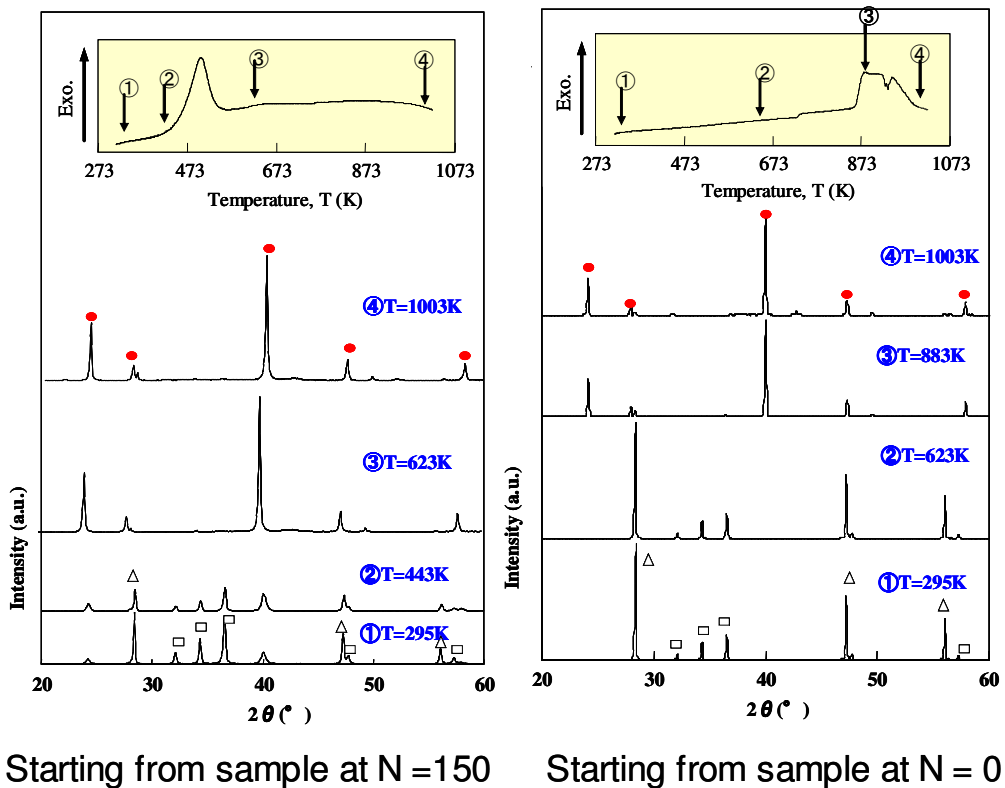 Exo.
①
②
③
④
273
473
673
873
1073
Temperature, T (K)
④T=1003K
③T=623K
②T=443K
①T=295K
Intensity (a.u.)
20
30
40
50
60
2θ(° )
Starting from sample at N =150
Exo.
①
②
③
④
273
473
673
873
1073
Temperature, T (K)
④T=1003K
③T=883K
②T=623K
①T=295K
Intensity (a.u.)
20
30
40
50
60
2θ(° )
Starting from sample at N = 0